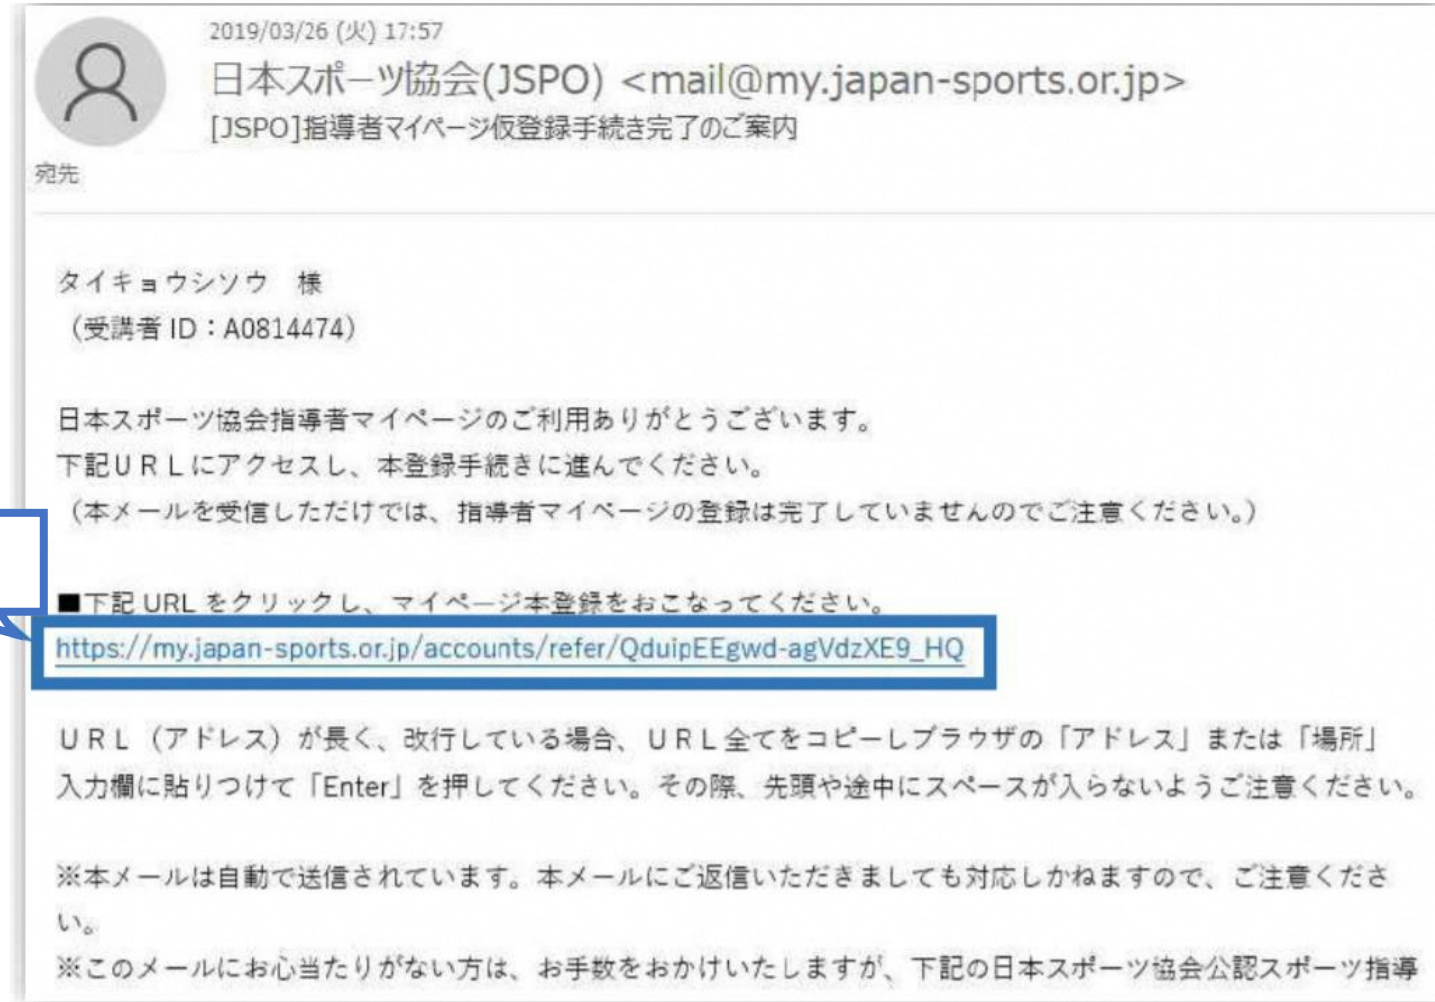 2019/03/26 (火) 17:57
日本スポーツ協会(JSPO) <mail@my.japan-sports.or.jp>
[JSPO]指導者マイページ仮登録手続き完了のご案内
宛先
タイキョウシソウ　様
（受講者 ID：A0814474）
日本スポーツ協会指導者マイページのご利用ありがとうございます。
下記ＵＲＬにアクセスし、本登録手続きに進んでください。
（本メールを受信しただけでは、指導者マイページの登録は完了していませんのでご注意ください。）
■下記 URL をクリックし、マイページ本登録をおこなってください。
https://my.japan-sports.or.jp/accounts/refer/QduipEEgwd-agVdzXE9_HQ
ＵＲＬ（アドレス）が長く、改行している場合、ＵＲＬ全てをコピーしブラウザの「アドレス」または「場所」
入力欄に貼りつけて「Enter」を押してください。その際、先頭や途中にスペースが入らないようご注意ください。
※本メールは自動で送信されています。本メールにご返信いただきましても対応しかねますので、ご注意くださ
い。
※このメールにお心当たりがない方は、お手数をおかけいたしますが、下記の日本スポーツ協会公認スポーツ指導